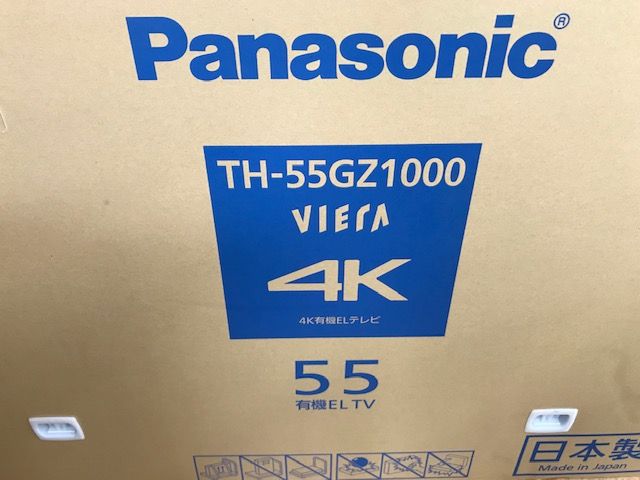 Panasonic®
TH-55GZ1000
VIErA
4K
4K有機ELテレビ
55
有機EL TV
日本製
Made in Japan